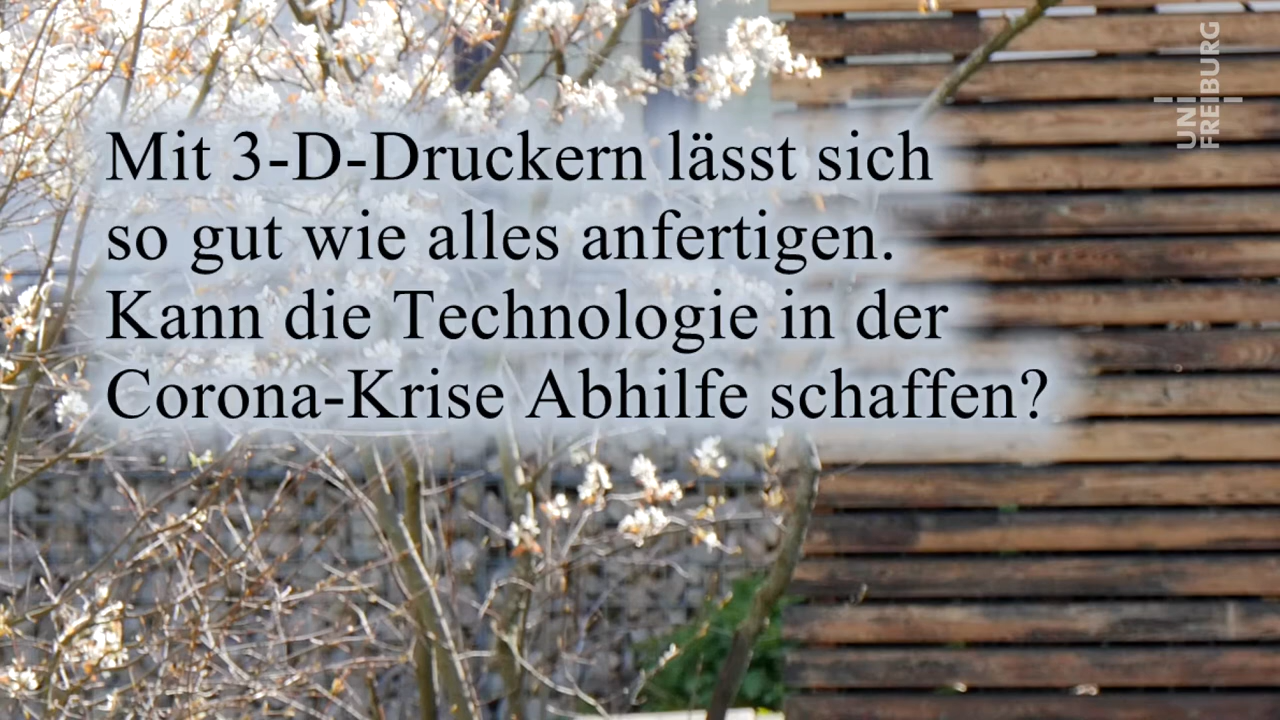 Mit 3-D-Druckern lässt sich
so gut wie alles anfertigen.
Kann die Technologie in der
Corona-Krise Abhilfe schaffen?
UNI
FREIBURG